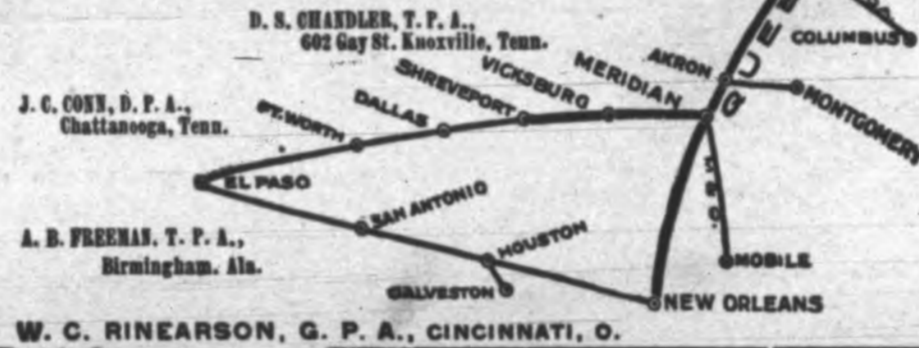 D. S. CHANDLER, T. P. A.,
602 Gay St. Knoxville, Tenn.
COLUMBUS
AKRON
MERIDIAN
VICKSBURG
SHREVEPORT
DALLAS
FT. WORTH
MONTGOMERY
J. C. CONN, D. P. A.,
Chattanooga, Tenn.
EL PASO
SAN ANTONIO
A. B. FREEMAN, T. P. A.,
Birmingham. Ala.
HOUSTON
MOBILE
GALVESTON
NEW ORLEANS
W. C. RINEARSON, G. P. A., CINCINNATI, O.